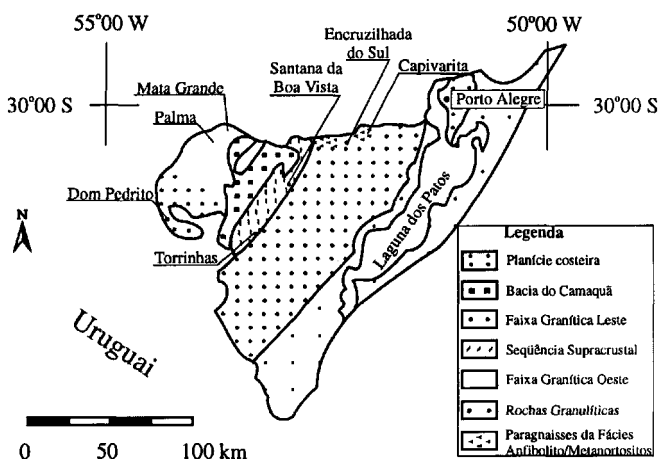 55°00 W
50°00 W
Encruzilhada
do Sul
Capivarita
Santana da
Boa Vista
Mata Grande
30°00 S
Porto Alegre
30°00 S
Palma
Dom Pedrito
N
Torrinhas
Laguna dos Patos
Uruguai
0 50 100 km
Legenda
Planície costeira
Bacia do Camaquã
Faixa Granítica Leste
Seqüência Supracrustal
Faixa Granítica Oeste
Rochas Granulíticas
Paragnaisses da Fácies
Anfibolito/Metanortositos